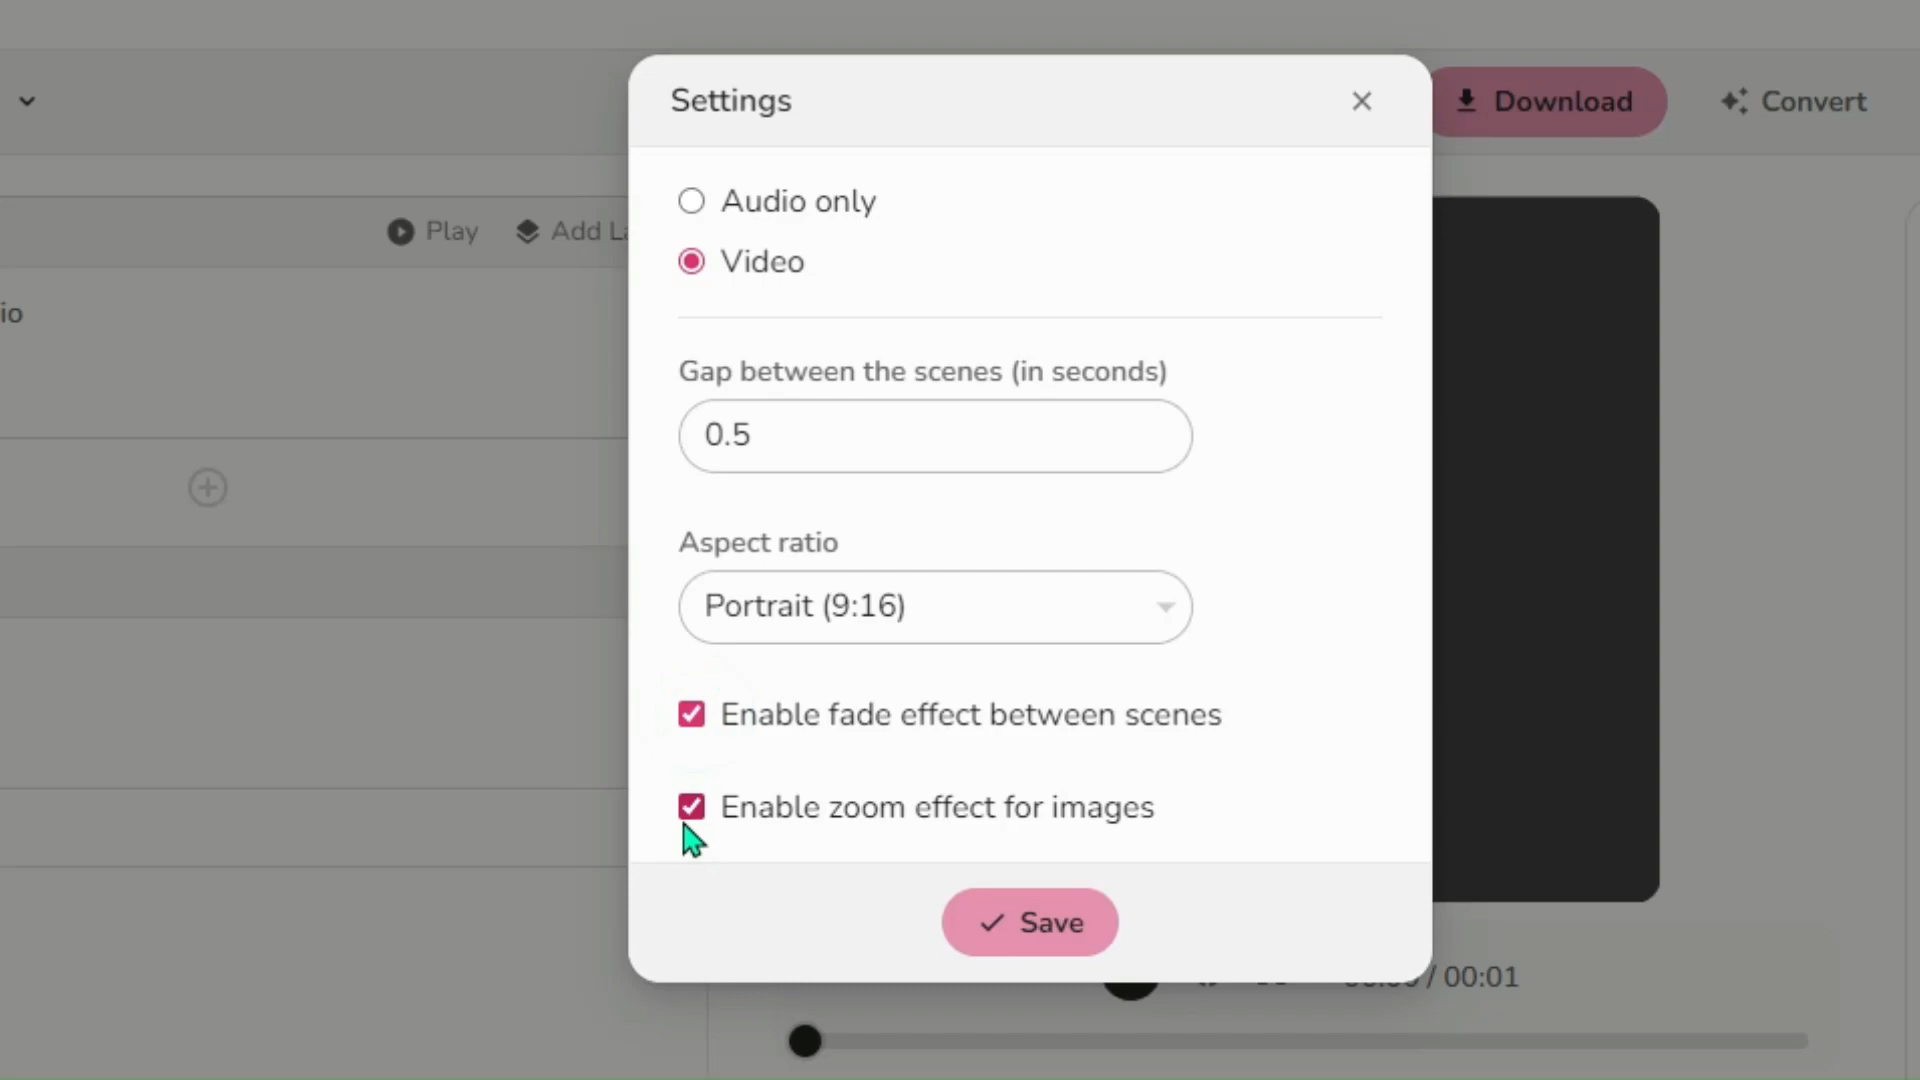 Settings
Download
Convert
Audio only
Play
Add
Video
io
Gap between the scenes (in seconds)
0.5
Aspect ratio
Portrait (9:16)
Enable fade effect between scenes
Enable zoom effect for images
Save
/ 00:01